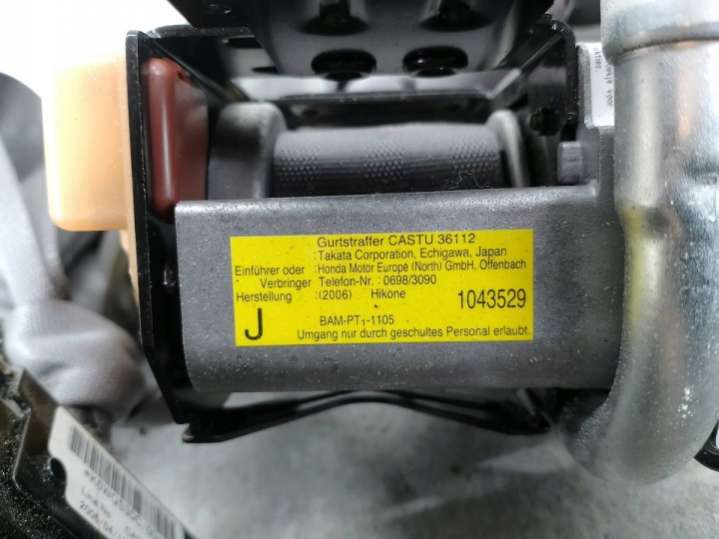 Gurtstraffer CASTU 36112
:Takata Corporation, Echigawa, Japan
Einführer oder :Honda Motor Europe (North) GmbH, Offenbach
Verbringer Telefon-Nr. :0698/3090
Herstellung :(2006) Hikone 1043529
J BAM-PT₁-1105
Umgang nur durch geschultes Personal erlaubt.